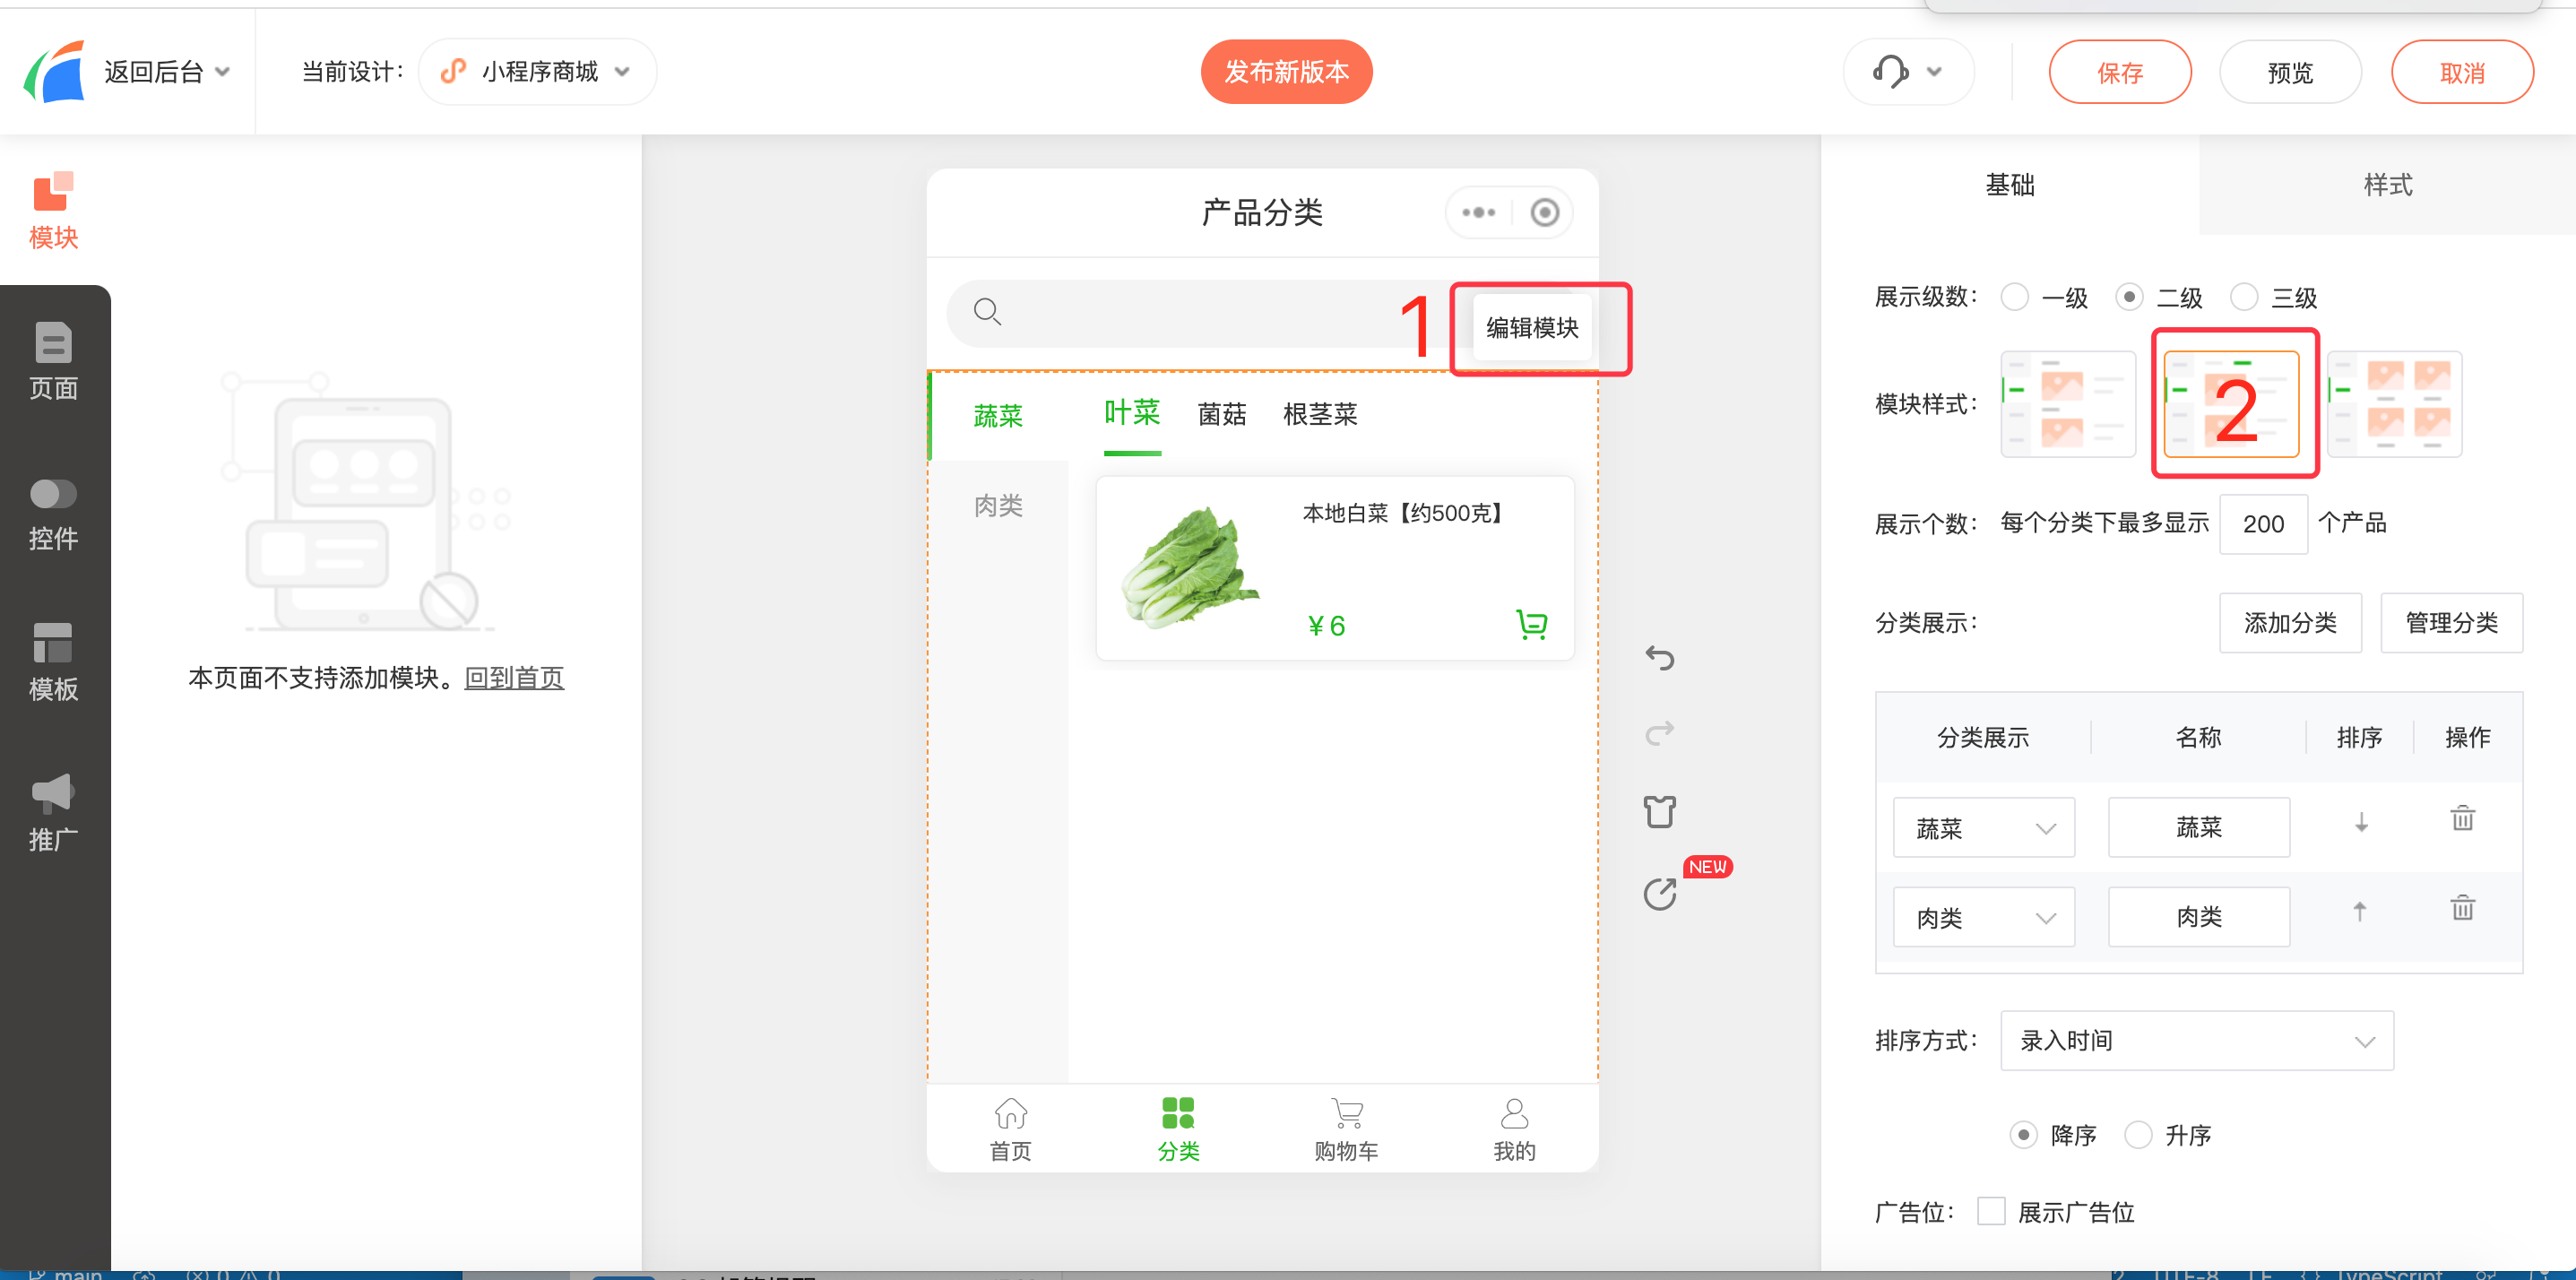 返回后台
当前设计：
小程序商城
发布新版本
保存
预览
取消
模块
页面
控件
模板
推广
本页面不支持添加模块。回到首页
产品分类
1
编辑模块
蔬菜
叶菜
菌菇
根茎菜
肉类
本地白菜【约500克】
¥6
首页
分类
购物车
我的
NEW
基础
样式
展示级数：
一级
二级
三级
模块样式：
2
展示个数：
每个分类下最多显示 200 个产品
分类展示：
添加分类
管理分类
分类展示 名称 排序 操作
蔬菜 蔬菜
肉类 肉类
排序方式：
录入时间
降序
升序
广告位：
展示广告位
main
0 0
UTF-8
LF
{} TypeScript